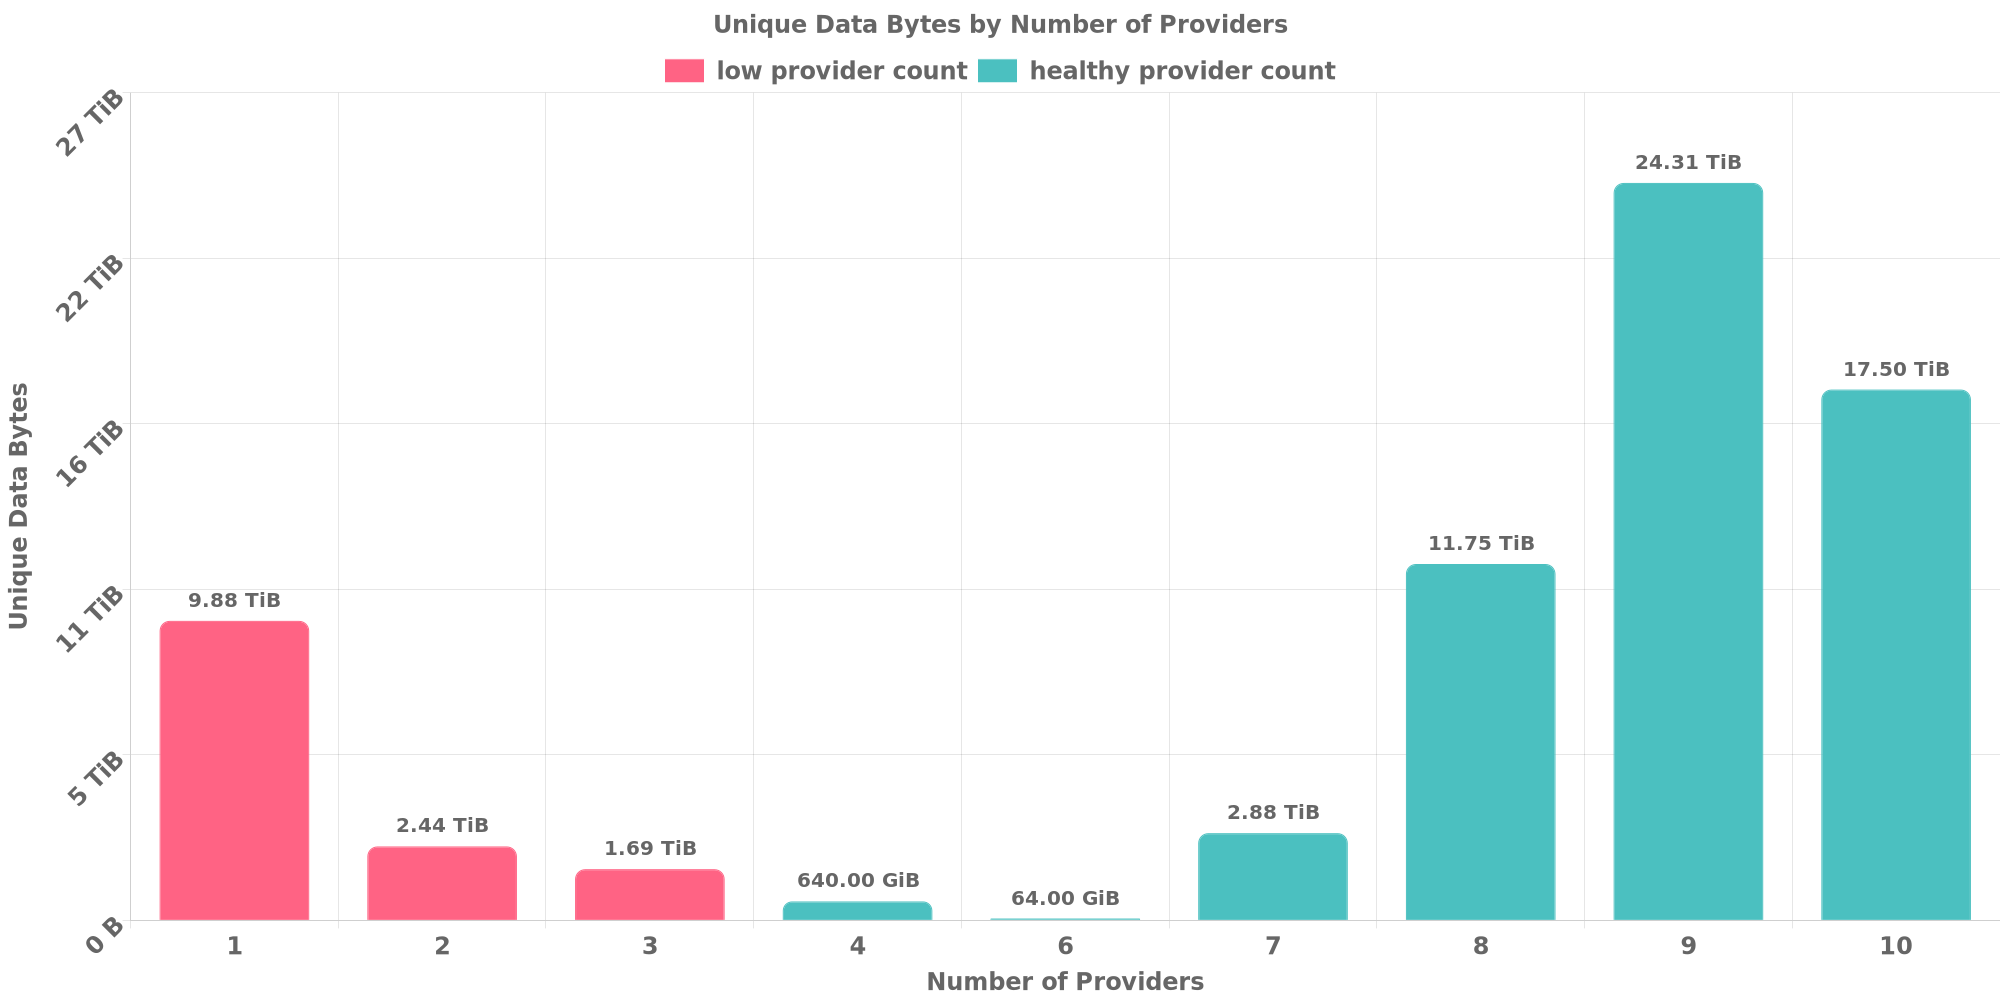 Unique Data Bytes by Number of Providers
low provider count healthy provider count
27 TiB
22 TiB
16 TiB
11 TiB
5 TiB
0 B
Unique Data Bytes
9.88 TiB
2.44 TiB
1.69 TiB
640.00 GiB
64.00 GiB
2.88 TiB
11.75 TiB
24.31 TiB
17.50 TiB
1 2 3 4 6 7 8 9 10
Number of Providers